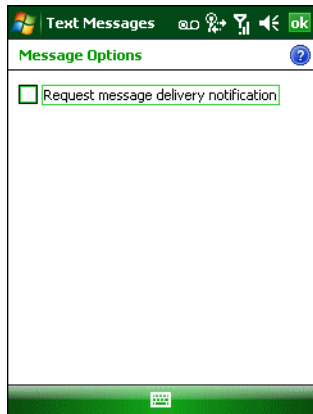 Text Messages ok
Message Options ?
Request message delivery notification